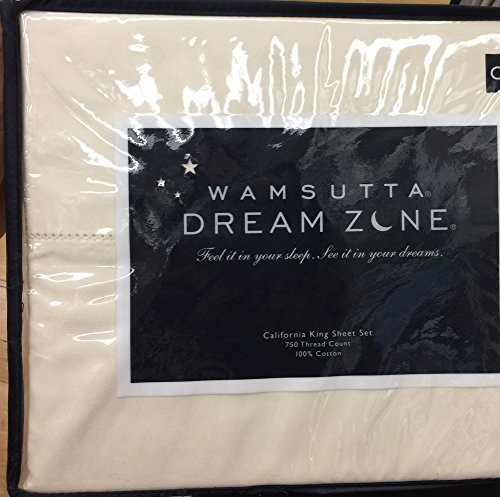 C
WAMSUTTA®
DREAM ZONE®
Feel it in your sleep. See it in your dreams.
California King Sheet Set
750 Thread Count
100% Cotton